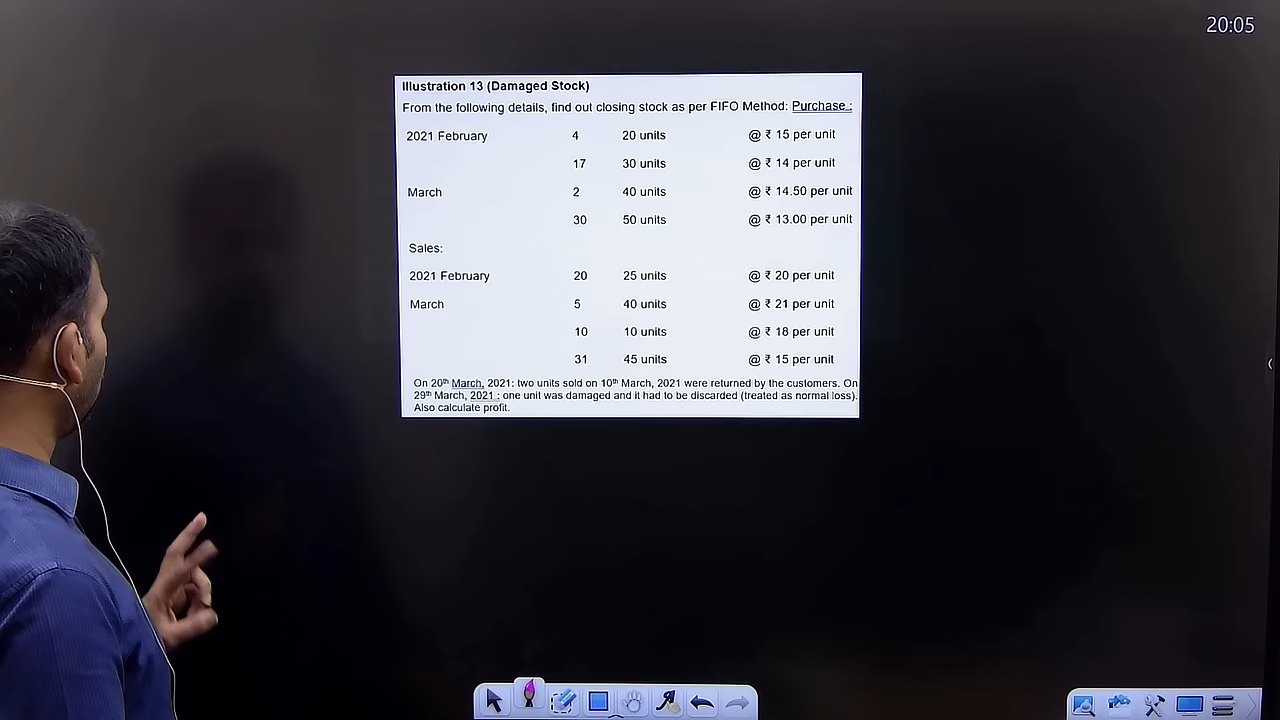 20:05
Illustration 13 (Damaged Stock)
From the following details, find out closing stock as per FIFO Method: Purchase :
2021 February 4 20 units @ ₹ 15 per unit
17 30 units @ ₹ 14 per unit
March 2 40 units @ ₹ 14.50 per unit
30 50 units @ ₹ 13.00 per unit
Sales:
2021 February 20 25 units @ ₹ 20 per unit
March 5 40 units @ ₹ 21 per unit
10 10 units @ ₹ 18 per unit
31 45 units @ ₹ 15 per unit
On 20th March, 2021: two units sold on 10th March, 2021 were returned by the customers. On
29th March, 2021 : one unit was damaged and it had to be discarded (treated as normal loss).
Also calculate profit.